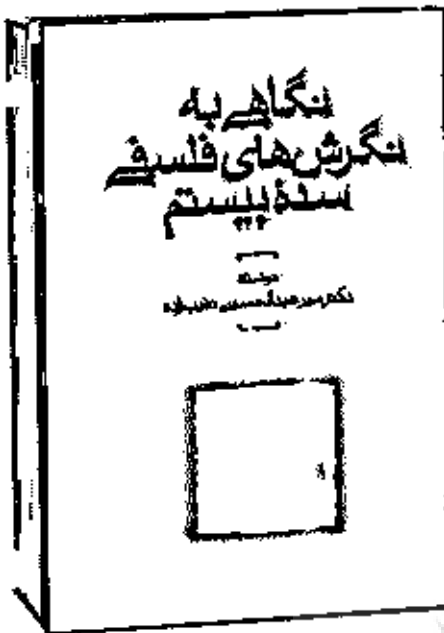 نگاهی به
نگرش‌های فلسفی
سدهٔ بیستم
نوشته
دکتر میرعبدالحسین نقیب‌زاده